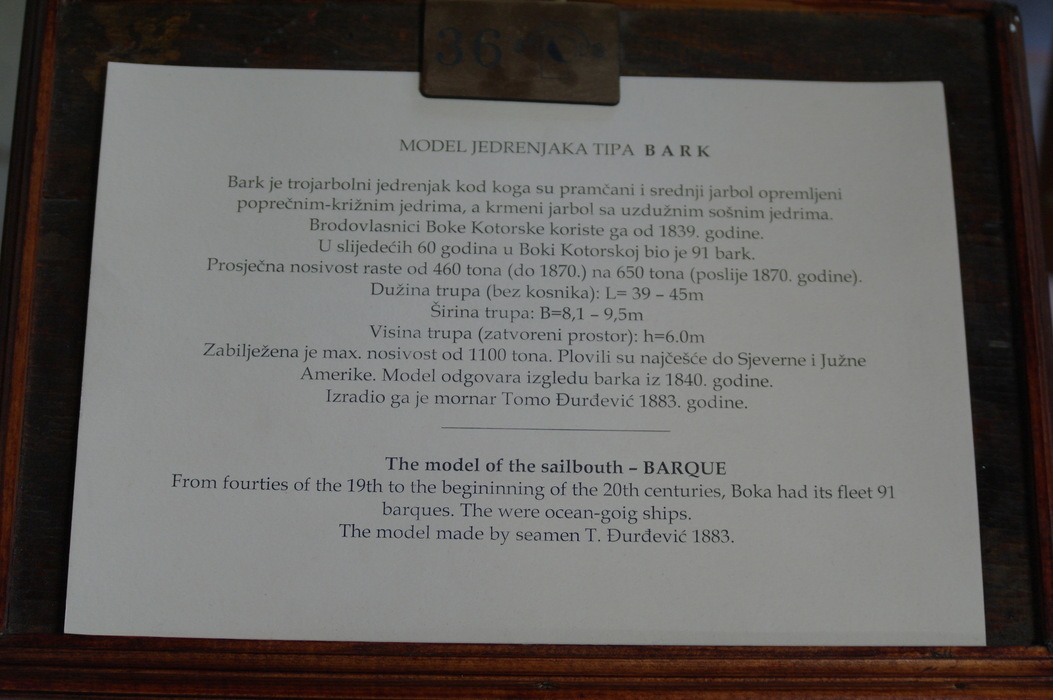 36
MODEL JEDRENJAKA TIPA BARK
Bark je trojarbolni jedrenjak kod koga su pramčani i srednji jarbol opremljeni
poprečnim-križnim jedrima, a krmeni jarbol sa uzdužnim sošnim jedrima.
Brodovlasnici Boke Kotorske koriste ga od 1839. godine.
U slijedećih 60 godina u Boki Kotorskoj bio je 91 bark.
Prosječna nosivost raste od 460 tona (do 1870.) na 650 tona (poslije 1870. godine).
Dužina trupa (bez kosnika): L= 39 – 45m
Širina trupa: B=8,1 – 9,5m
Visina trupa (zatvoreni prostor): h=6.0m
Zabilježena je max. nosivost od 1100 tona. Plovili su najčešće do Sjeverne i Južne
Amerike. Model odgovara izgledu barka iz 1840. godine.
Izradio ga je mornar Tomo Đurđević 1883. godine.
The model of the sailbouth – BARQUE
From fourties of the 19th to the begininning of the 20th centuries, Boka had its fleet 91
barques. The were ocean-goig ships.
The model made by seamen T. Đurđević 1883.